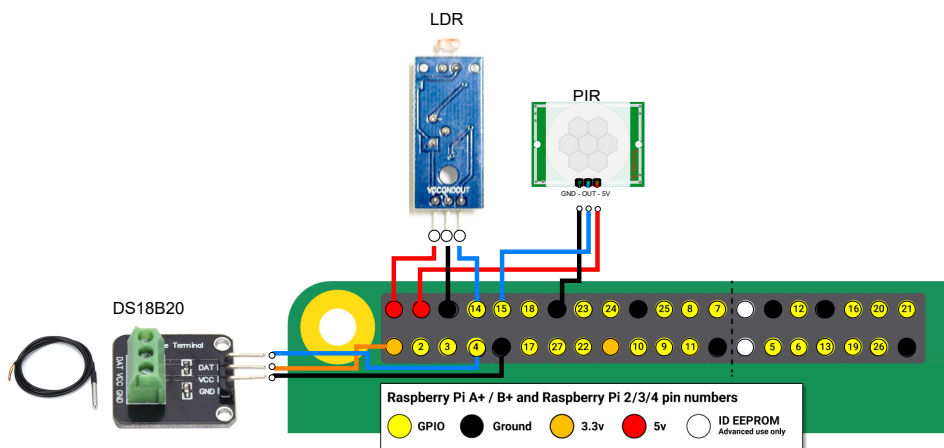 LDR
PIR
VCCGNDOUT
GND - OUT - 5V
DS18B20
e Terminal
DAT VCC GND
DAT
VCC
GND
14 15 18 23 24 25 8 7 12 16 20 21
2 3 4 17 27 22 10 9 11 5 6 13 19 26
Raspberry Pi A+ / B+ and Raspberry Pi 2/3/4 pin numbers
GPIO Ground 3.3v 5v ID EEPROM
Advanced use only